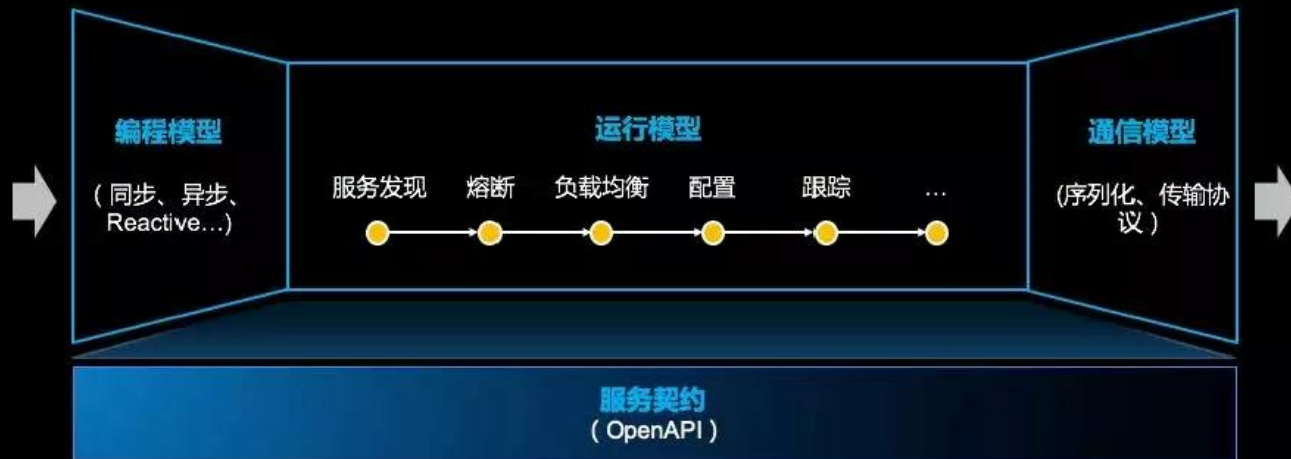 编程模型
(同步、异步、
Reactive...)
运行模型
服务发现 熔断 负载均衡 配置 跟踪 ...
通信模型
(序列化、传输协
议)
服务契约
(OpenAPI)